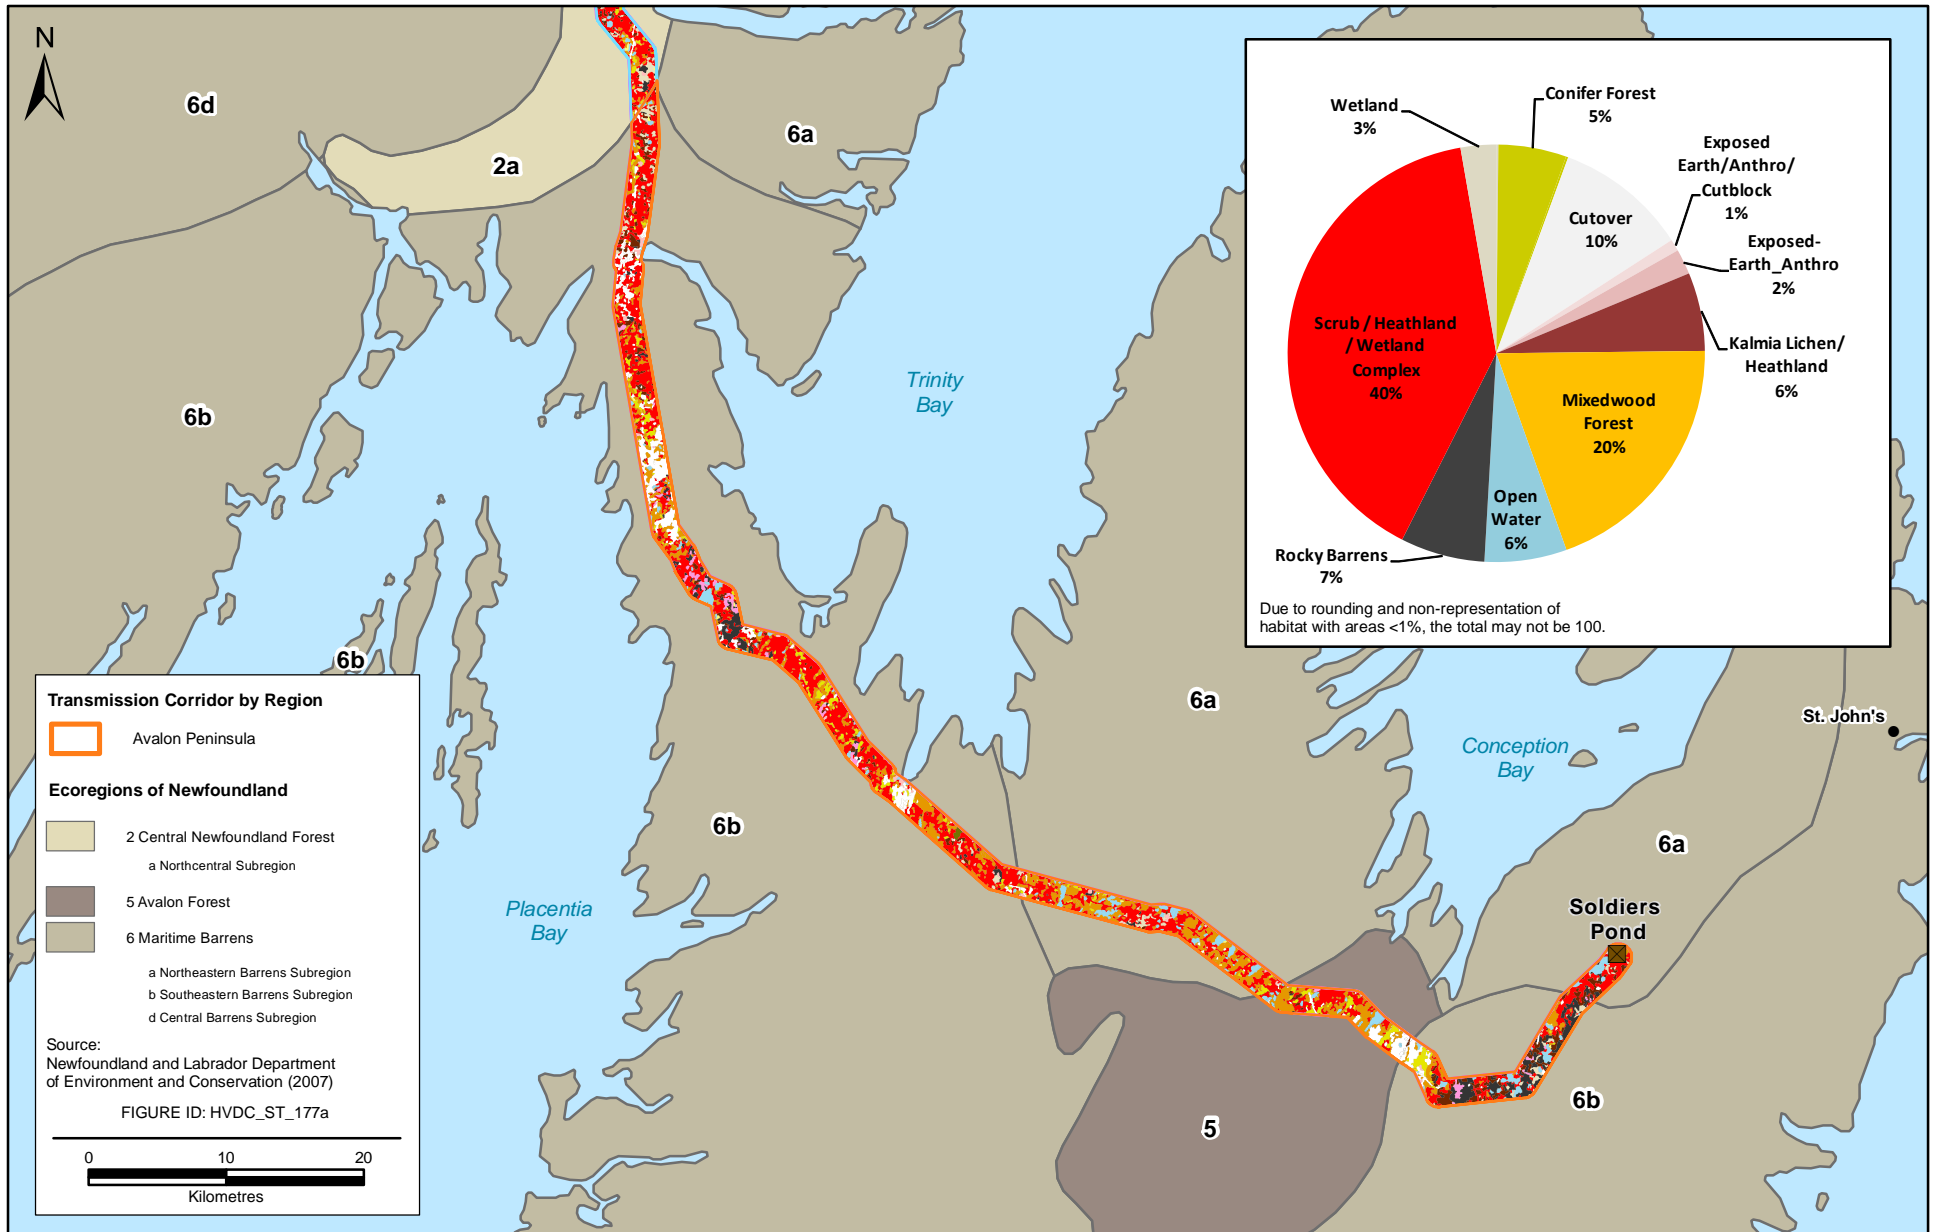 N
6d
2a
6a
6b
Trinity
Bay
6b
6a
6b
Placentia
Bay
Conception
Bay
St. John's
6a
Soldiers
Pond
5
6b
Wetland
3%
Conifer Forest
5%
Exposed
Earth/Anthro/
Cutblock
1%
Cutover
10%
Exposed-
Earth_Anthro
2%
Scrub / Heathland
/ Wetland
Complex
40%
Kalmia Lichen/
Heathland
6%
Mixedwood
Forest
20%
Open
Water
6%
Rocky Barrens
7%
Due to rounding and non-representation of
habitat with areas <1%, the total may not be 100.
Transmission Corridor by Region
Avalon Peninsula
Ecoregions of Newfoundland
2 Central Newfoundland Forest
a Northcentral Subregion
5 Avalon Forest
6 Maritime Barrens
a Northeastern Barrens Subregion
b Southeastern Barrens Subregion
d Central Barrens Subregion
Source:
Newfoundland and Labrador Department
of Environment and Conservation (2007)
FIGURE ID: HVDC_ST_177a
0 10 20
Kilometres